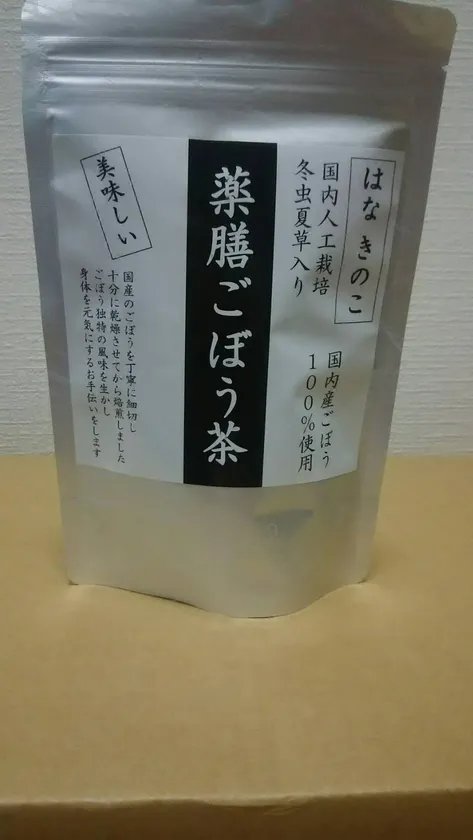 はな きのこ
国内人工栽培
冬虫夏草入り
国内産ごぼう
100%使用
薬膳ごぼう茶
美味しい
国産のごぼうを丁寧に細切し
十分に乾燥させてから焙煎しました
ごぼう独特の風味を生かし
身体を元気にするお手伝いをします